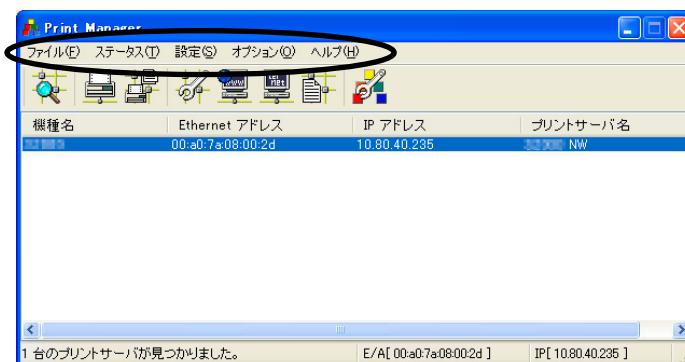 Print Manager
ファイル(F) ステータス(T) 設定(S) オプション(O) ヘルプ(H)
www
tel net
機種名 Ethernet アドレス IP アドレス プリントサーバ名
00:a0:7a:08:00:2d 10.80.40.235 NW
1 台のプリントサーバが見つかりました。 E/A[ 00:a0:7a:08:00:2d ] IP[ 10.80.40.235 ]